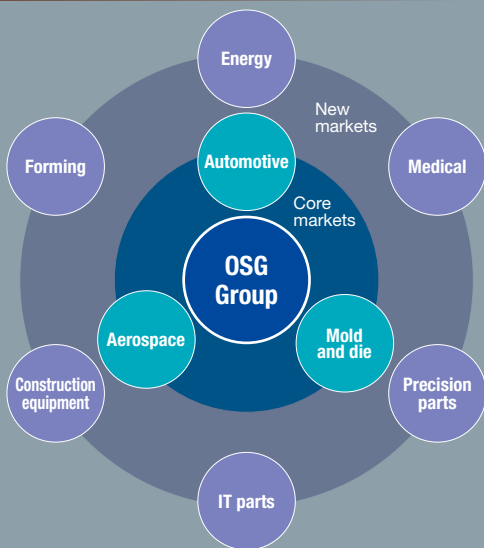 Energy
New
markets
Forming
Automotive
Medical
Core
markets
OSG
Group
Aerospace
Mold
and die
Construction
equipment
Precision
parts
IT parts